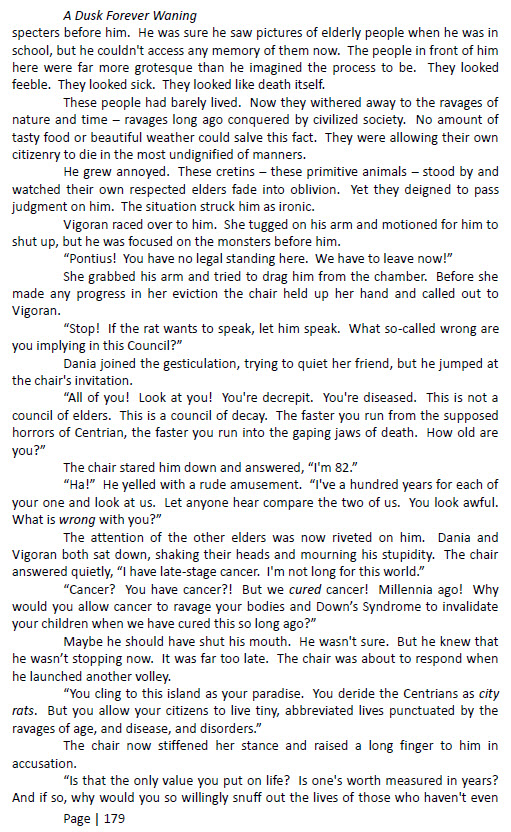 A Dusk Forever Waning
specters before him.  He was sure he saw pictures of elderly people when he was in
school, but he couldn't access any memory of them now.  The people in front of him
here were far more grotesque than he imagined the process to be.  They looked
feeble.  They looked sick.  They looked like death itself.
These people had barely lived.  Now they withered away to the ravages of
nature and time – ravages long ago conquered by civilized society.  No amount of
tasty food or beautiful weather could salve this fact.  They were allowing their own
citizenry to die in the most undignified of manners.
He grew annoyed.  These cretins – these primitive animals – stood by and
watched their own respected elders fade into oblivion.  Yet they deigned to pass
judgment on him.  The situation struck him as ironic.
Vigoran raced over to him.  She tugged on his arm and motioned for him to
shut up, but he was focused on the monsters before him.
“Pontius!  You have no legal standing here.  We have to leave now!”
She grabbed his arm and tried to drag him from the chamber.  Before she
made any progress in her eviction the chair held up her hand and called out to
Vigoran.
“Stop!  If the rat wants to speak, let him speak.  What so-called wrong are
you implying in this Council?”
Dania joined the gesticulation, trying to quiet her friend, but he jumped at
the chair's invitation.
“All of you!  Look at you!  You're decrepit.  You're diseased.  This is not a
council of elders.  This is a council of decay.  The faster you run from the supposed
horrors of Centrian, the faster you run into the gaping jaws of death.  How old are
you?”
The chair stared him down and answered, “I'm 82.”
“Ha!”  He yelled with a rude amusement.  “I've a hundred years for each of
your one and look at us.  Let anyone hear compare the two of us.  You look awful.
What is wrong with you?”
The attention of the other elders was now riveted on him.  Dania and
Vigoran both sat down, shaking their heads and mourning his stupidity.  The chair
answered quietly, “I have late-stage cancer.  I'm not long for this world.”
“Cancer?  You have cancer?!  But we cured cancer!  Millennia ago!  Why
would you allow cancer to ravage your bodies and Down’s Syndrome to invalidate
your children when we have cured this so long ago?”
Maybe he should have shut his mouth.  He wasn't sure.  But he knew that
he wasn’t stopping now.  It was far too late.  The chair was about to respond when
he launched another volley.
“You cling to this island as your paradise.  You deride the Centrians as city
rats.  But you allow your citizens to live tiny, abbreviated lives punctuated by the
ravages of age, and disease, and disorders.”
The chair now stiffened her stance and raised a long finger to him in
accusation.
“Is that the only value you put on life?  Is one's worth measured in years?
And if so, why would you so willingly snuff out the lives of those who haven't even
Page | 179